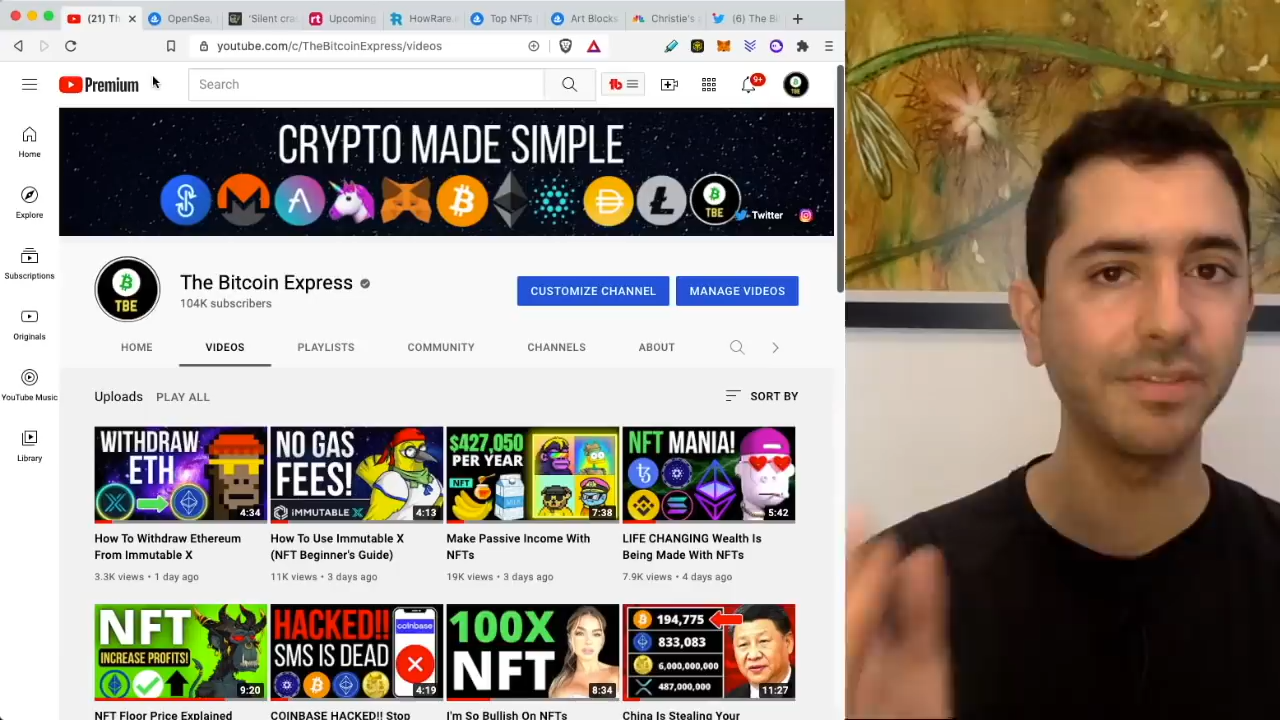 (21) Th
OpenSea,
'Silent cra
Upcoming
HowRare.
Top NFTs
Art Blocks
Christie's
(6) The Bi
youtube.com/c/TheBitcoinExpress/videos
Premium
Search
9+
CRYPTO MADE SIMPLE
TBE
Twitter
Home
Explore
Subscriptions
Originals
YouTube Music
Library
TBE
The Bitcoin Express
104K subscribers
CUSTOMIZE CHANNEL
MANAGE VIDEOS
HOME
VIDEOS
PLAYLISTS
COMMUNITY
CHANNELS
ABOUT
Uploads
PLAY ALL
SORT BY
WITHDRAW
ETH
4:34
How To Withdraw Ethereum
From Immutable X
3.3K views • 1 day ago
NO GAS
FEES!
IMMUTABLE X
4:13
How To Use Immutable X
(NFT Beginner's Guide)
11K views • 3 days ago
$427,050
PER YEAR
NFT
MILK
7:38
Make Passive Income With
NFTs
19K views • 3 days ago
NFT MANIA!
5:42
LIFE CHANGING Wealth Is
Being Made With NFTs
7.9K views • 4 days ago
NFT
INCREASE PROFITS!
9:20
NFT Floor Price Explained
HACKED!!
SMS IS DEAD
coinbase
4:19
COINBASE HACKED!! Stop
100X
NFT
8:34
I'm So Bullish On NFTs
194,775
833,083
6,000,000,000
487,000,000
11:27
China Is Stealing Your